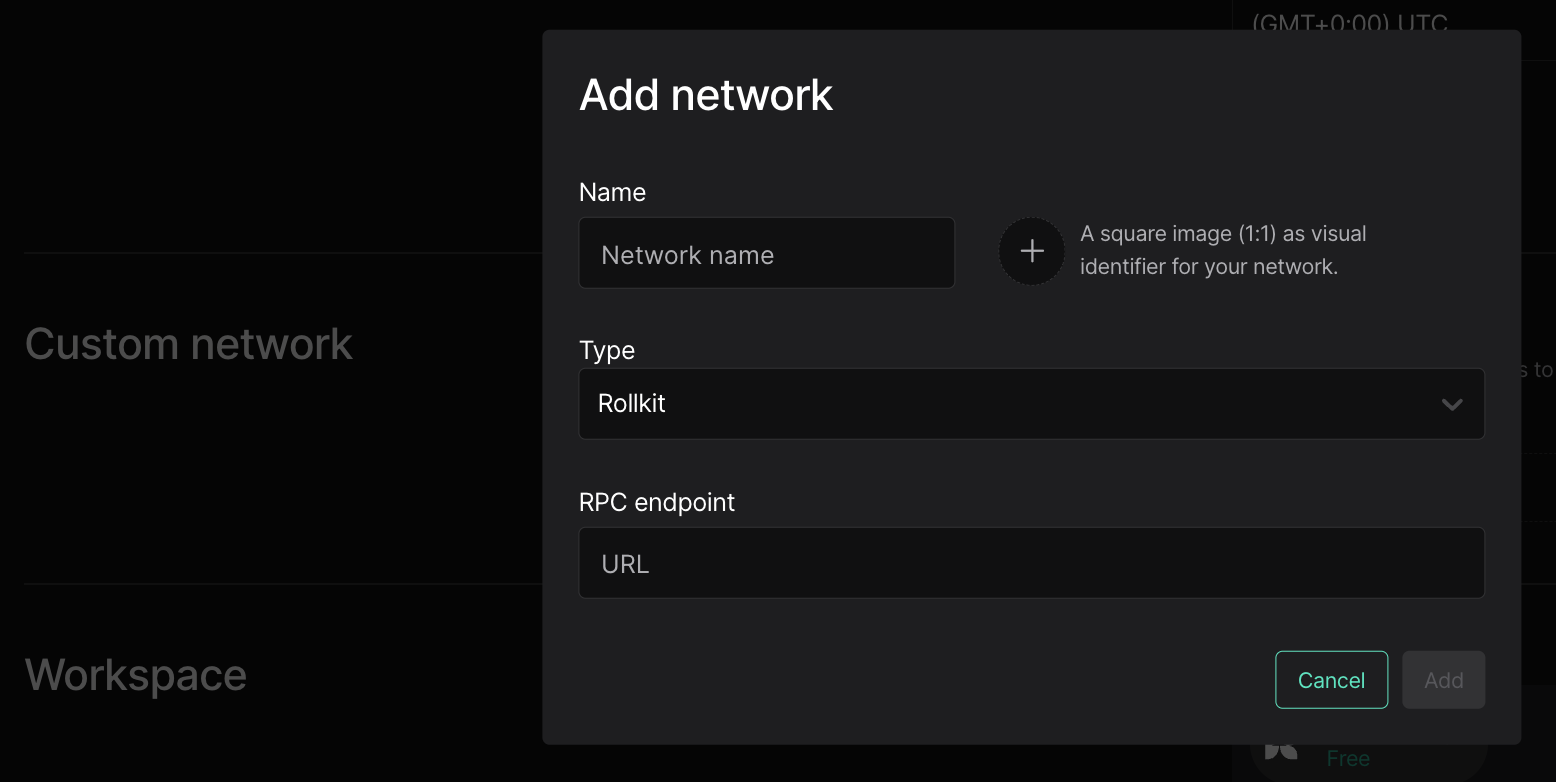 (GMT+0:00) UTC
Add network
Name
Network name
A square image (1:1) as visual
identifier for your network.
Custom network
Type
s to
Rollkit
RPC endpoint
URL
Workspace
Cancel
Add
Free